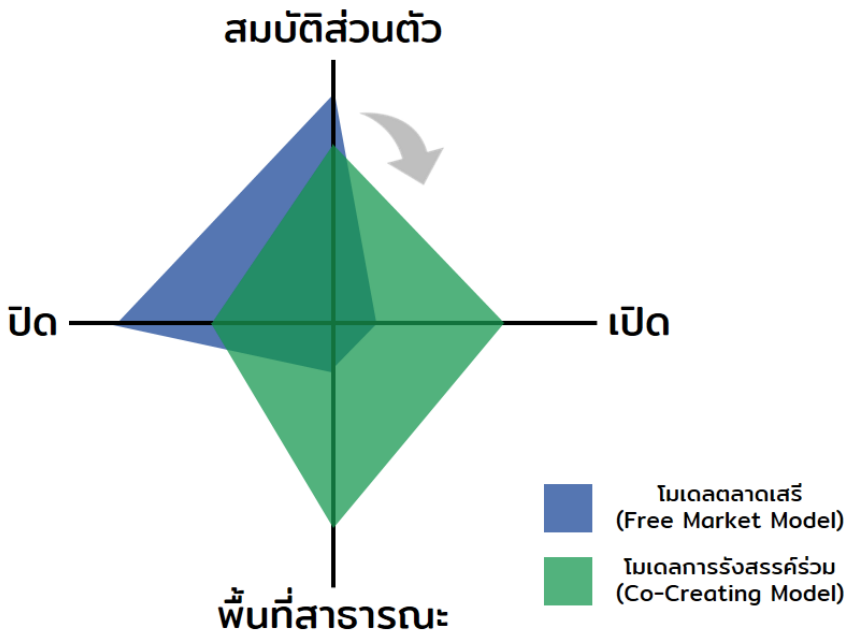 สมบัติส่วนตัว
ปิด
เปิด
โมเดลตลาดเสรี
(Free Market Model)
โมเดลการรังสรรค์ร่วม
(Co-Creating Model)
พื้นที่สาธารณะ